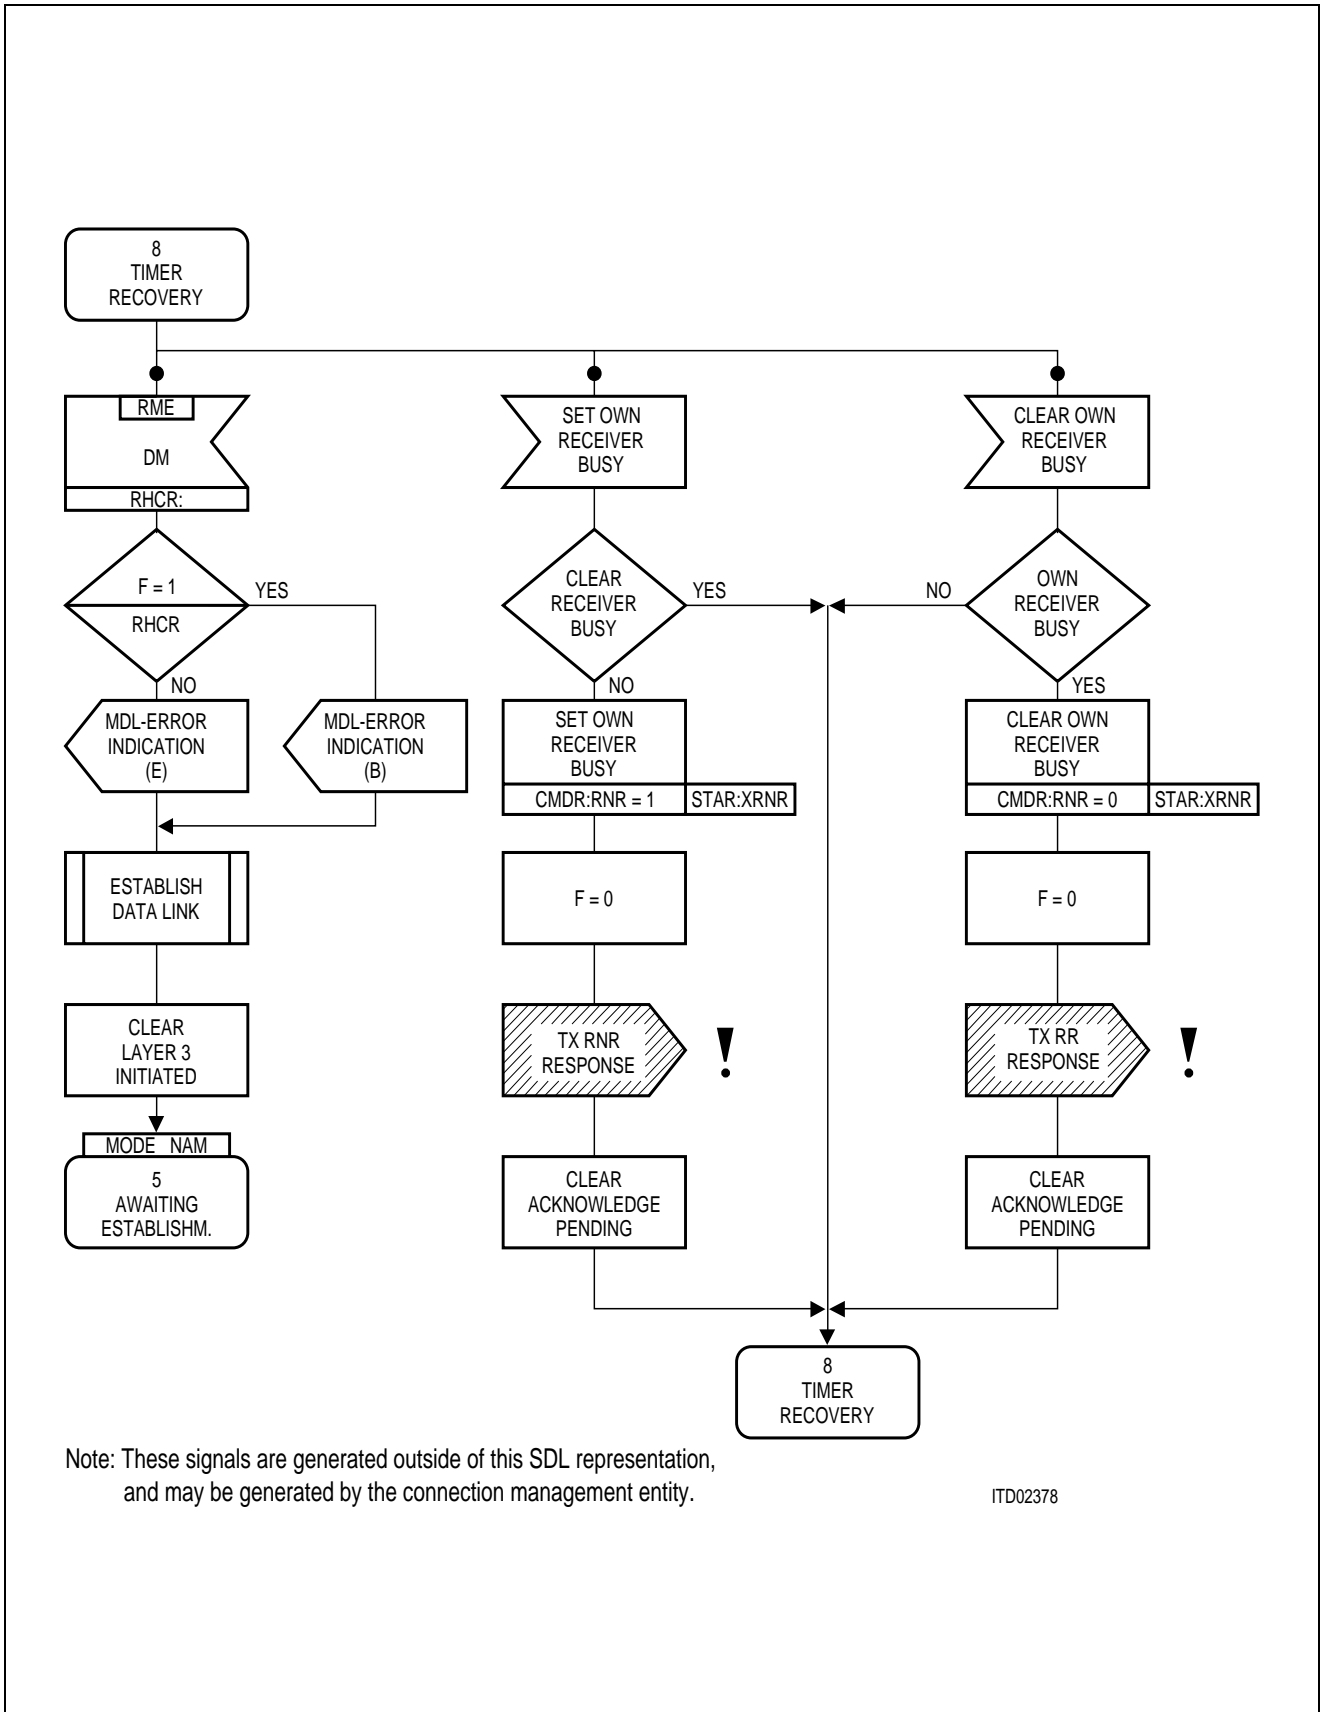 8
TIMER
RECOVERY
RME
DM
RHCR:
F = 1
RHCR
YES
NO
MDL-ERROR
INDICATION
(E)
MDL-ERROR
INDICATION
(B)
ESTABLISH
DATA LINK
CLEAR
LAYER 3
INITIATED
MODE NAM
5
AWAITING
ESTABLISHM.
SET OWN
RECEIVER
BUSY
CLEAR
RECEIVER
BUSY
YES
NO
SET OWN
RECEIVER
BUSY
CMDR:RNR = 1
STAR:XRNR
F = 0
TX RNR
RESPONSE
!
CLEAR
ACKNOWLEDGE
PENDING
CLEAR OWN
RECEIVER
BUSY
OWN
RECEIVER
BUSY
NO
YES
CLEAR OWN
RECEIVER
BUSY
CMDR:RNR = 0
STAR:XRNR
F = 0
TX RR
RESPONSE
!
CLEAR
ACKNOWLEDGE
PENDING
8
TIMER
RECOVERY
Note: These signals are generated outside of this SDL representation,
and may be generated by the connection management entity.
ITD02378